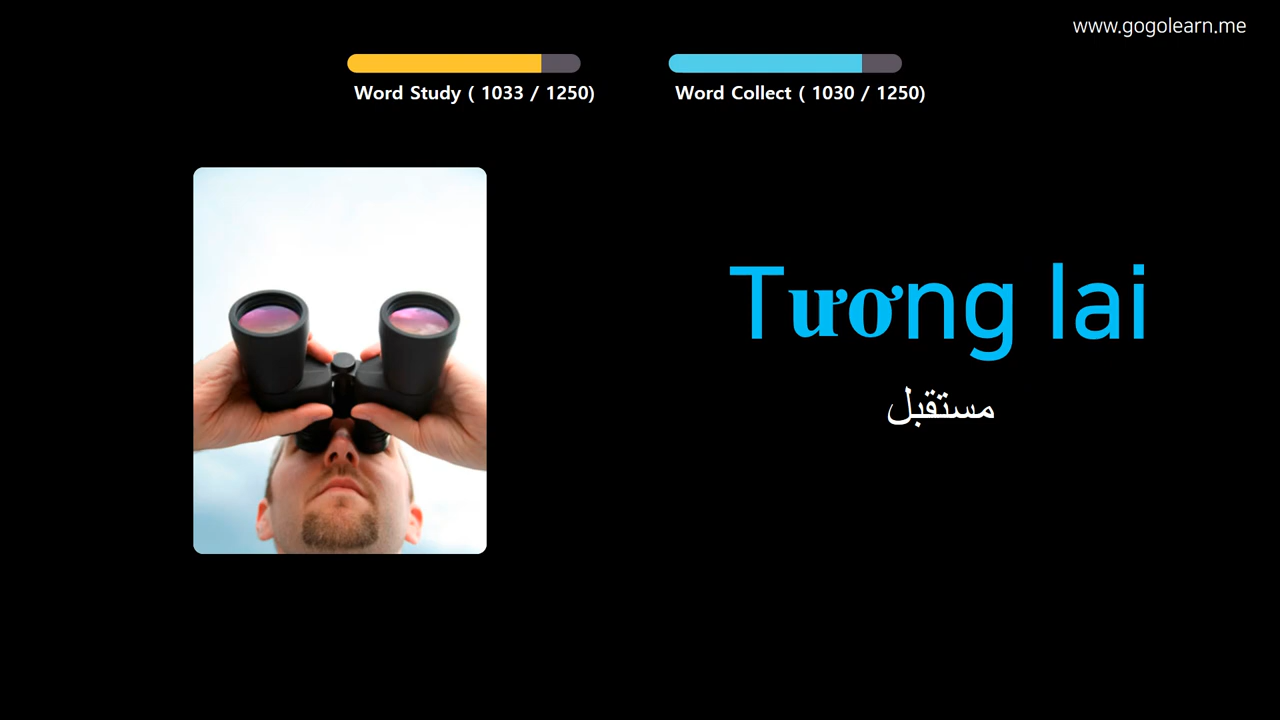 www.gogolearn.me
Word Study ( 1033 / 1250)
Word Collect ( 1030 / 1250)
Tương lai
مستقبل